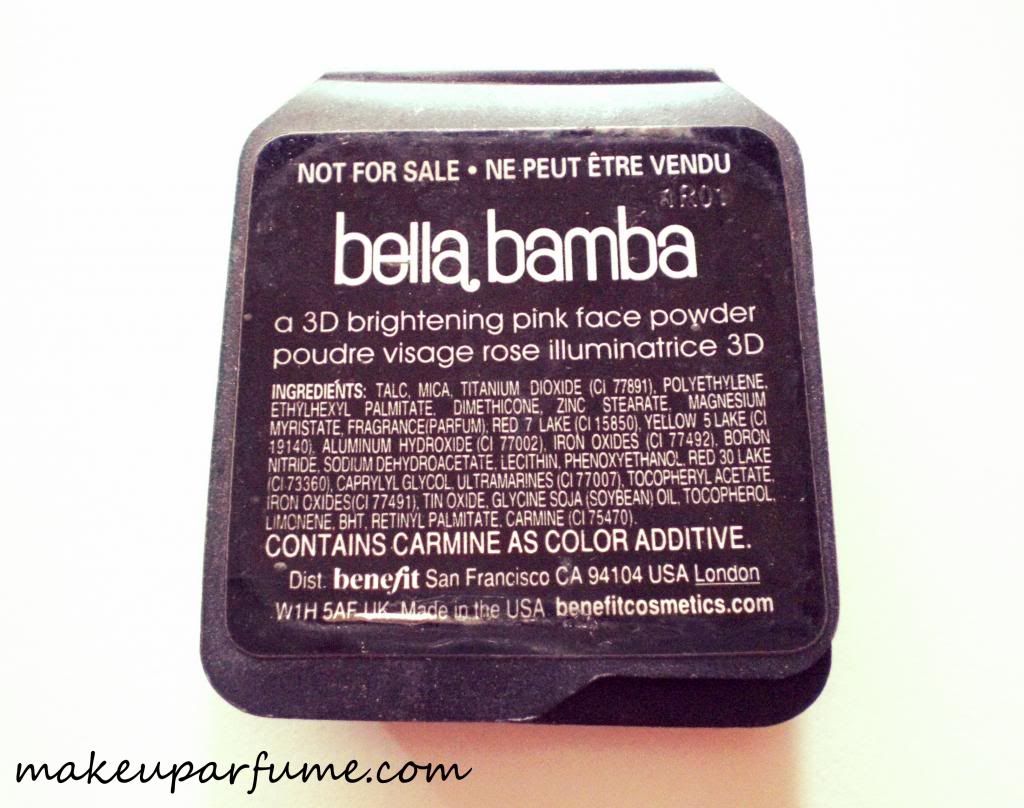 NOT FOR SALE • NE PEUT ÊTRE VENDU
4R01
bella bamba
a 3D brightening pink face powder
poudre visage rose illuminatrice 3D
INGREDIENTS: TALC, MICA, TITANIUM DIOXIDE (CI 77891), POLYETHYLENE,
ETHYLHEXYL PALMITATE, DIMETHICONE, ZINC STEARATE, MAGNESIUM
MYRISTATE, FRAGRANCE(PARFUM), RED 7 LAKE (CI 15850), YELLOW 5 LAKE (CI
19140), ALUMINUM HYDROXIDE (CI 77002), IRON OXIDES (CI 77492), BORON
NITRIDE, SODIUM DEHYDROACETATE, LECITHIN, PHENOXYETHANOL, RED 30 LAKE
(CI 73360), CAPRYLYL GLYCOL, ULTRAMARINES (CI 77007), TOCOPHERYL ACETATE,
IRON OXIDES(CI 77491), TIN OXIDE, GLYCINE SOJA (SOYBEAN) OIL, TOCOPHEROL,
LIMONENE, BHT, RETINYL PALMITATE, CARMINE (CI 75470).
CONTAINS CARMINE AS COLOR ADDITIVE.
Dist. benefit San Francisco CA 94104 USA London
W1H 5AF UK Made in the USA benefitcosmetics.com
makeuparfume.com